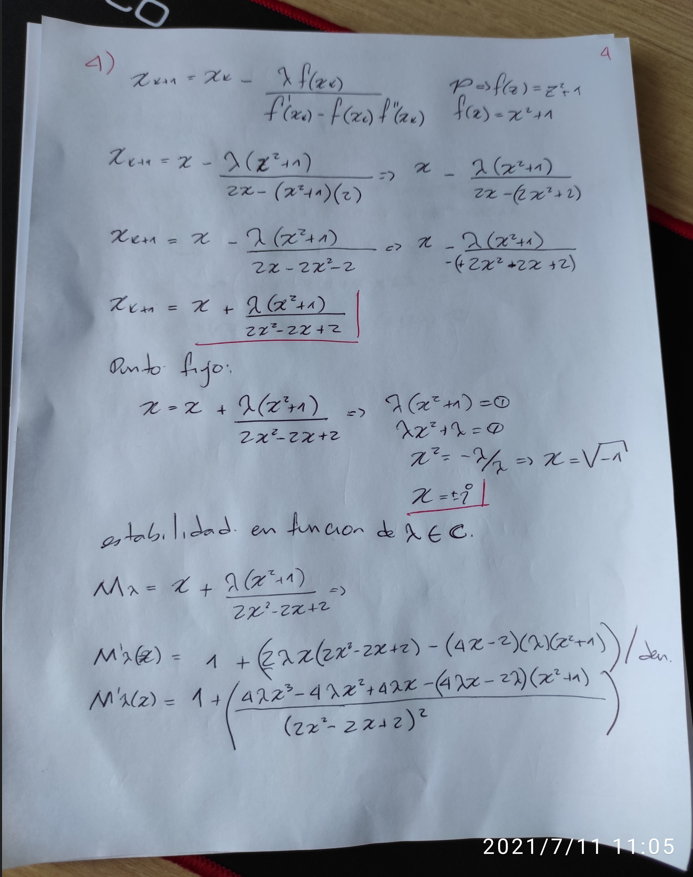 CO
4)
4
x_{k+1} = x_k - λf(x_k) / (f'(x_k) - f(x_k) f''(x_k))
p => f(z) = z²+1
f(z) = x²+1
x_{k+1} = x - λ(x²+1) / (2x - (x²+1)(2)) => x - λ(x²+1) / (2x - (2x²+2))
x_{k+1} = x - λ(x²+1) / (2x - 2x² - 2) => x - λ(x²+1) / -(+2x² - 2x + 2)
x_{k+1} = x + λ(x²+1) / (2x² - 2x + 2)
Punto fijo:
x = x + λ(x²+1) / (2x² - 2x + 2) => λ(x²+1) = 0
λx² + λ = 0
x² = -λ/λ => x = √-1
x = ±i
estabilidad en funcion de λ ∈ C.
Mλ = x + λ(x²+1) / (2x² - 2x + 2) =>
M'λ(z) = 1 + (2λx(2x² - 2x + 2) - (4x - 2)(λ)(x²+1)) / den.
M'λ(z) = 1 + ((4λx³ - 4λx² + 4λx - (4λx - 2λ)(x²+1)) / (2x² - 2x + 2)²)
2021/7/11 11:05